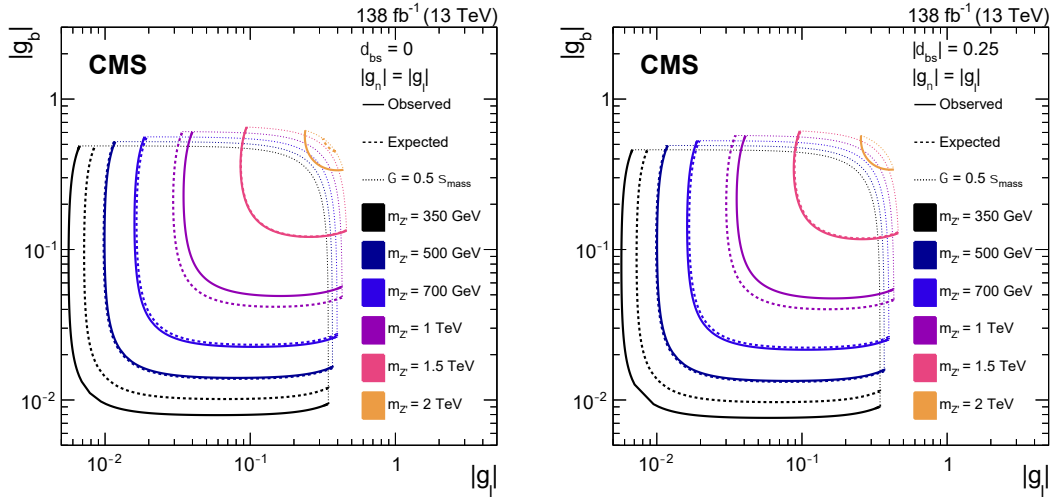 138 fb⁻¹ (13 TeV)
|g_b|
CMS
d_bs = 0
|g_n| = |g_l|
Observed
Expected
G = 0.5 s_mass
m_Z' = 350 GeV
m_Z' = 500 GeV
m_Z' = 700 GeV
m_Z' = 1 TeV
m_Z' = 1.5 TeV
m_Z' = 2 TeV
1
10⁻¹
10⁻²
10⁻² 10⁻¹ 1
|g_l|
138 fb⁻¹ (13 TeV)
|g_b|
CMS
|d_bs| = 0.25
|g_n| = |g_l|
Observed
Expected
G = 0.5 s_mass
m_Z' = 350 GeV
m_Z' = 500 GeV
m_Z' = 700 GeV
m_Z' = 1 TeV
m_Z' = 1.5 TeV
m_Z' = 2 TeV
1
10⁻¹
10⁻²
10⁻² 10⁻¹ 1
|g_l|